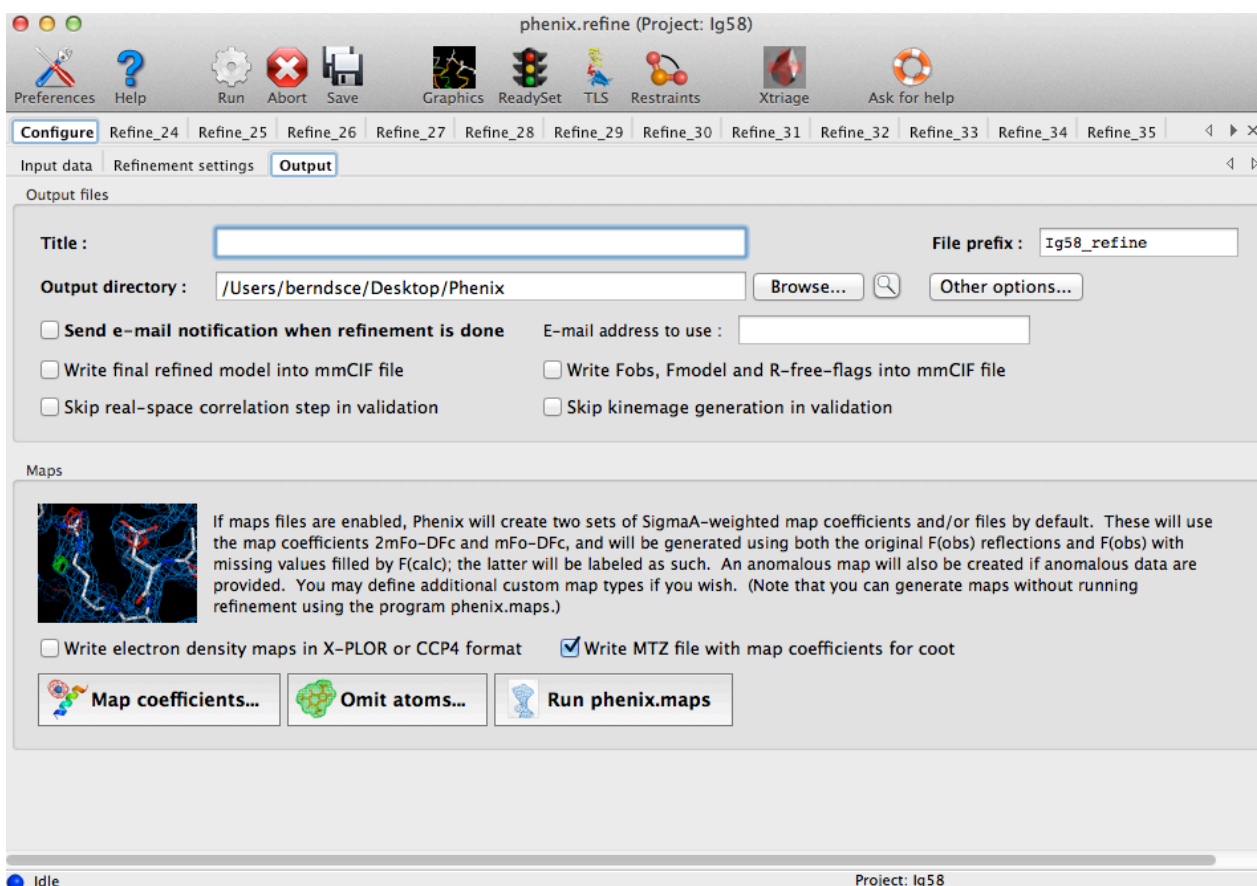 phenix.refine (Project: Ig58)
Preferences Help Run Abort Save Graphics ReadySet TLS Restraints Xtriage Ask for help
Configure Refine_24 Refine_25 Refine_26 Refine_27 Refine_28 Refine_29 Refine_30 Refine_31 Refine_32 Refine_33 Refine_34 Refine_35
Input data Refinement settings Output
Output files
Title : File prefix : Ig58_refine
Output directory : /Users/berndsce/Desktop/Phenix Browse... Other options...
Send e-mail notification when refinement is done E-mail address to use :
Write final refined model into mmCIF file Write Fobs, Fmodel and R-free-flags into mmCIF file
Skip real-space correlation step in validation Skip kinemage generation in validation
Maps
If maps files are enabled, Phenix will create two sets of SigmaA-weighted map coefficients and/or files by default. These will use
the map coefficients 2mFo-DFc and mFo-DFc, and will be generated using both the original F(obs) reflections and F(obs) with
missing values filled by F(calc); the latter will be labeled as such. An anomalous map will also be created if anomalous data are
provided. You may define additional custom map types if you wish. (Note that you can generate maps without running
refinement using the program phenix.maps.)
Write electron density maps in X-PLOR or CCP4 format Write MTZ file with map coefficients for coot
Map coefficients... Omit atoms... Run phenix.maps
Idle Project: Ig58